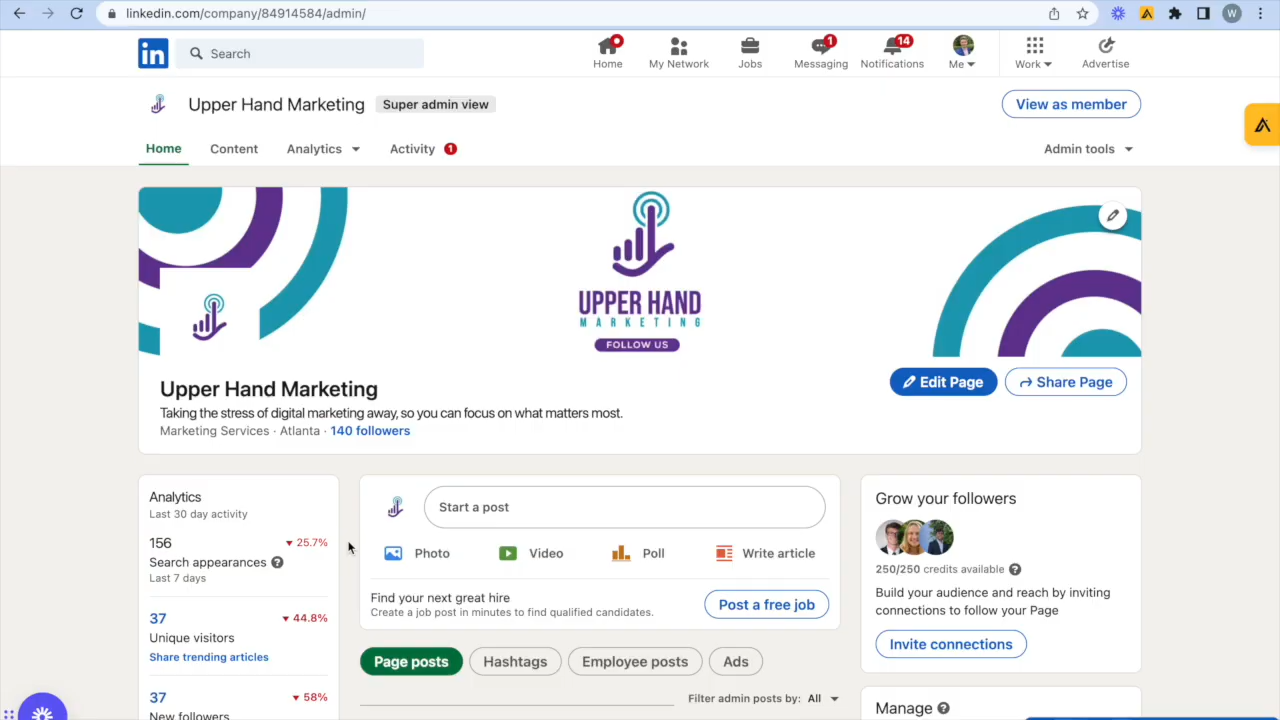 linkedin.com/company/84914584/admin/
W
in
Search
Home
My Network
Jobs
1
Messaging
14
Notifications
Me
Work
Advertise
Upper Hand Marketing
Super admin view
View as member
Home
Content
Analytics
Activity
1
Admin tools
UPPER HAND
MARKETING
FOLLOW US
Upper Hand Marketing
Edit Page
Share Page
Taking the stress of digital marketing away, so you can focus on what matters most.
Marketing Services · Atlanta · 140 followers
Analytics
Last 30 day activity
156
25.7%
Search appearances ?
Last 7 days
37
44.8%
Unique visitors
Share trending articles
37
58%
New followers
Start a post
Photo
Video
Poll
Write article
Find your next great hire
Create a job post in minutes to find qualified candidates.
Post a free job
Page posts
Hashtags
Employee posts
Ads
Filter admin posts by: All
Grow your followers
250/250 credits available ?
Build your audience and reach by inviting
connections to follow your Page
Invite connections
Manage ?